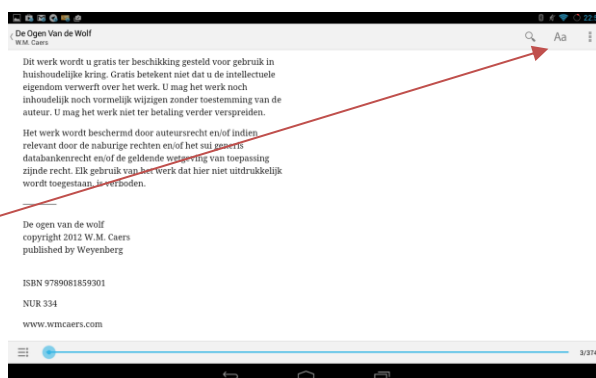 22:5
De Ogen Van de Wolf
W.M. Caers
Aa
Dit werk wordt u gratis ter beschikking gesteld voor gebruik in
huishoudelijke kring. Gratis betekent niet dat u de intellectuele
eigendom verwerft over het werk. U mag het werk noch
inhoudelijk noch vormelijk wijzigen zonder toestemming van de
auteur. U mag het werk niet ter betaling verder verspreiden.
Het werk wordt beschermd door auteursrecht en/of indien
relevant door de naburige rechten en/of het sui generis
databankenrecht en/of de geldende wetgeving van toepassing
zijnde recht. Elk gebruik van het werk dat hier niet uitdrukkelijk
wordt toegestaan, is verboden.
De ogen van de wolf
copyright 2012 W.M. Caers
published by Weyenberg
ISBN 9789081859301
NUR 334
www.wmcaers.com
3/374